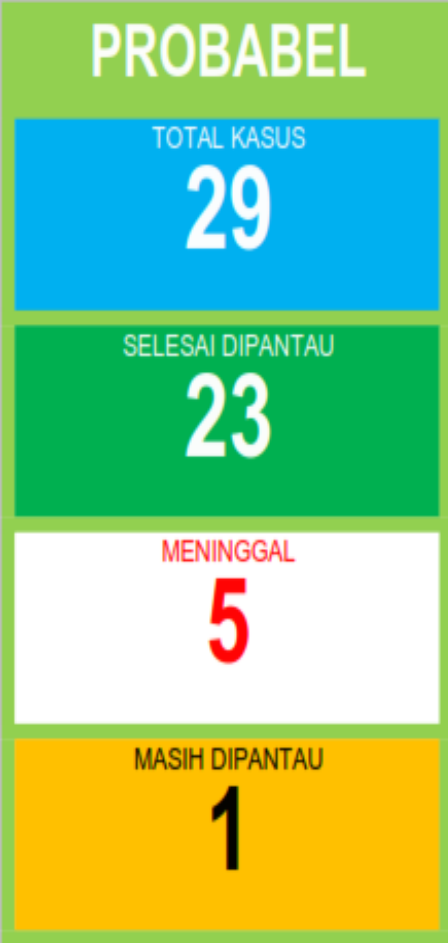 PROBABEL
TOTAL KASUS
29
SELESAI DIPANTAU
23
MENINGGAL
5
MASIH DIPANTAU
1